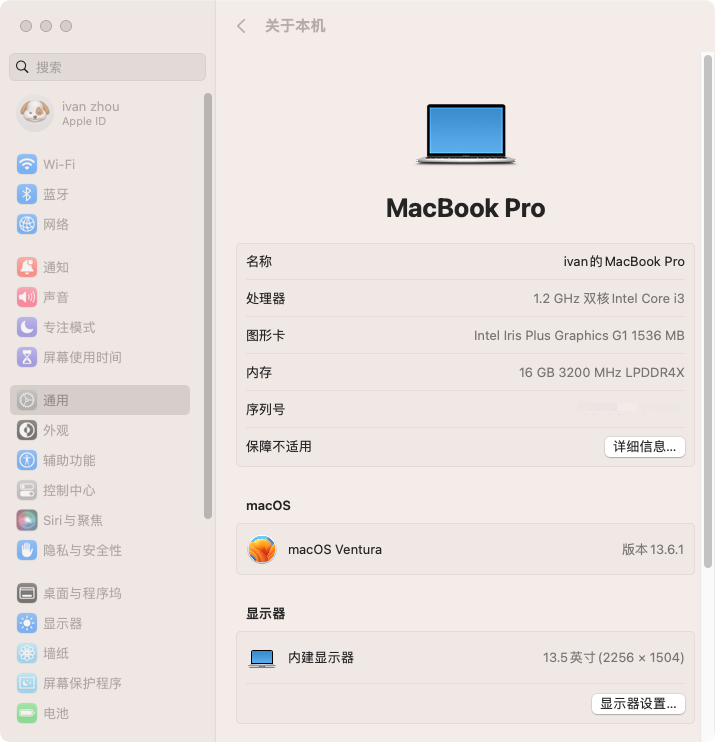 关于本机
搜索
ivan zhou
Apple ID
Wi-Fi
蓝牙
网络
通知
声音
专注模式
屏幕使用时间
通用
外观
辅助功能
控制中心
Siri与聚焦
隐私与安全性
桌面与程序坞
显示器
墙纸
屏幕保护程序
电池
MacBook Pro
名称 ivan的MacBook Pro
处理器 1.2 GHz 双核Intel Core i3
图形卡 Intel Iris Plus Graphics G1 1536 MB
内存 16 GB 3200 MHz LPDDR4X
序列号
保障不适用 详细信息...
macOS
macOS Ventura 版本 13.6.1
显示器
内建显示器 13.5英寸 (2256 × 1504)
显示器设置...